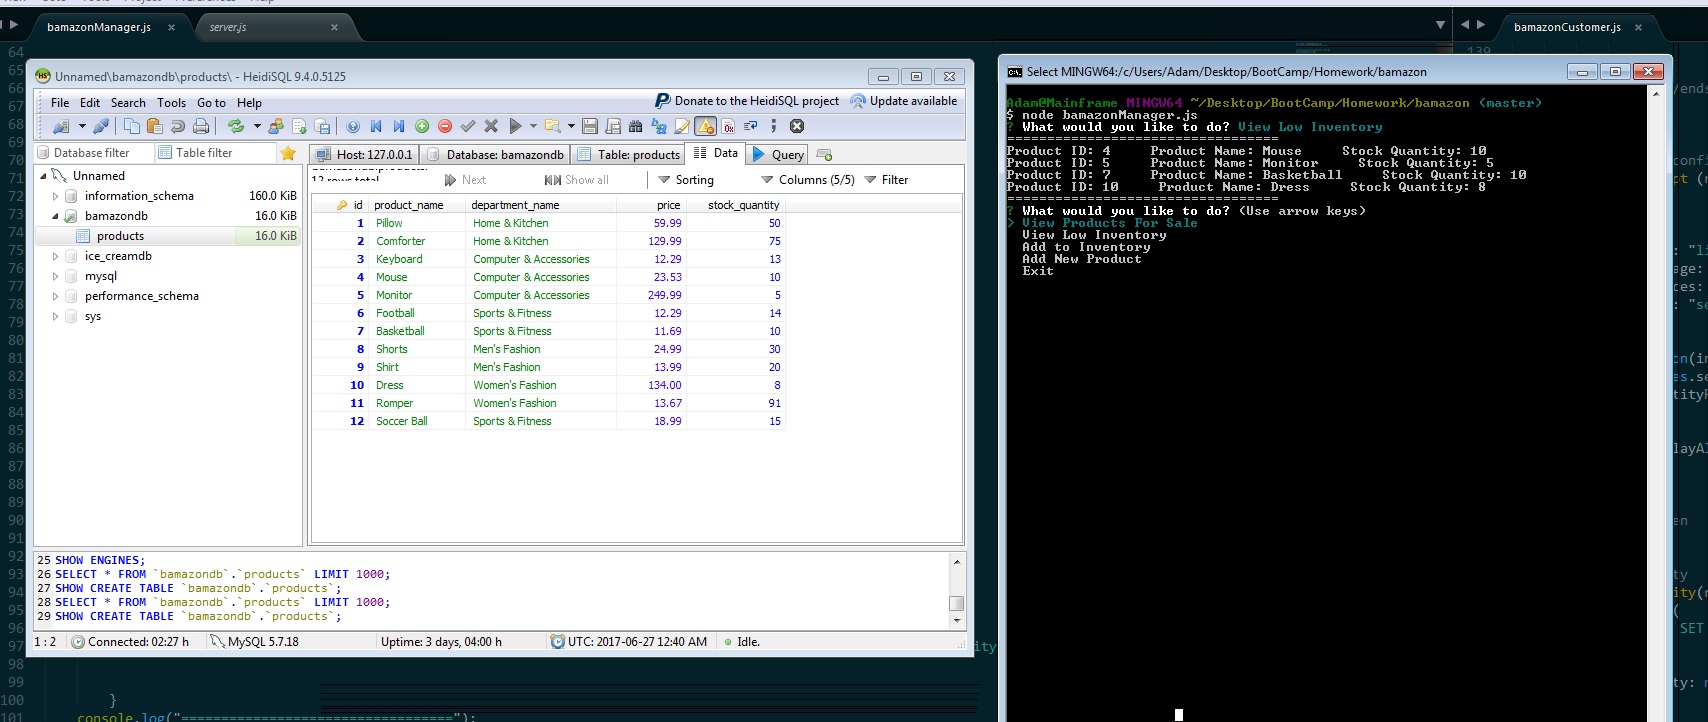 bamazonManager.js ×
server.js ×
bamazonCustomer.js ×
64
65
66
67
68
69
70
71
72
73
74
75
76
77
78
79
80
81
82
83
84
85
86
87
88
89
90
91
92
93
94
95
96
97
98
99
100
101
139
Unnamed\bamazondb\products\ - HeidiSQL 9.4.0.5125
File Edit Search Tools Go to Help
Donate to the HeidiSQL project Update available
Database filter Table filter
Host: 127.0.0.1 Database: bamazondb Table: products Data Query
Next Show all Sorting Columns (5/5) Filter
Unnamed
information_schema 160.0 KiB
bamazondb 16.0 KiB
products 16.0 KiB
ice_creamdb
mysql
performance_schema
sys
id product_name department_name price stock_quantity
1 Pillow Home & Kitchen 59.99 50
2 Comforter Home & Kitchen 129.99 75
3 Keyboard Computer & Accessories 12.29 13
4 Mouse Computer & Accessories 23.53 10
5 Monitor Computer & Accessories 249.99 5
6 Football Sports & Fitness 12.29 14
7 Basketball Sports & Fitness 11.69 10
8 Shorts Men's Fashion 24.99 30
9 Shirt Men's Fashion 13.99 20
10 Dress Women's Fashion 134.00 8
11 Romper Women's Fashion 13.67 91
12 Soccer Ball Sports & Fitness 18.99 15
25 SHOW ENGINES;
26 SELECT * FROM `bamazondb`.`products` LIMIT 1000;
27 SHOW CREATE TABLE `bamazondb`.`products`;
28 SELECT * FROM `bamazondb`.`products` LIMIT 1000;
29 SHOW CREATE TABLE `bamazondb`.`products`;
1 : 2 Connected: 02:27 h MySQL 5.7.18 Uptime: 3 days, 04:00 h UTC: 2017-06-27 12:40 AM Idle.
}
console.log("==================================");
Select MINGW64:/c/Users/Adam/Desktop/BootCamp/Homework/bamazon
Adam@Mainframe MINGW64 ~/Desktop/BootCamp/Homework/bamazon (master)
$ node bamazonManager.js
? What would you like to do? View Low Inventory
==================================
Product ID: 4 Product Name: Mouse Stock Quantity: 10
Product ID: 5 Product Name: Monitor Stock Quantity: 5
Product ID: 7 Product Name: Basketball Stock Quantity: 10
Product ID: 10 Product Name: Dress Stock Quantity: 8
==================================
? What would you like to do? (Use arrow keys)
> View Products For Sale
View Low Inventory
Add to Inventory
Add New Product
Exit